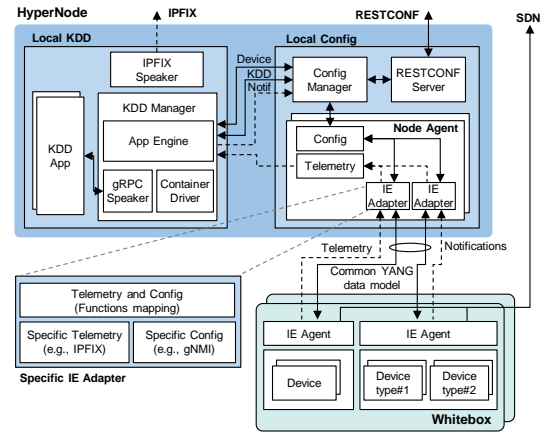 HyperNode
IPFIX
RESTCONF
SDN
Local KDD
Local Config
IPFIX
Speaker
Device
KDD
Notif
Config
Manager
RESTCONF
Server
KDD Manager
App Engine
KDD
App
gRPC
Speaker
Container
Driver
Node Agent
Config
Telemetry
IE
Adapter
IE
Adapter
Telemetry
Notifications
Common YANG
data model
Telemetry and Config
(Functions mapping)
Specific Telemetry
(e.g., IPFIX)
Specific Config
(e.g., gNMI)
Specific IE Adapter
IE Agent
IE Agent
Device
Device
type#1
Device
type#2
Whitebox